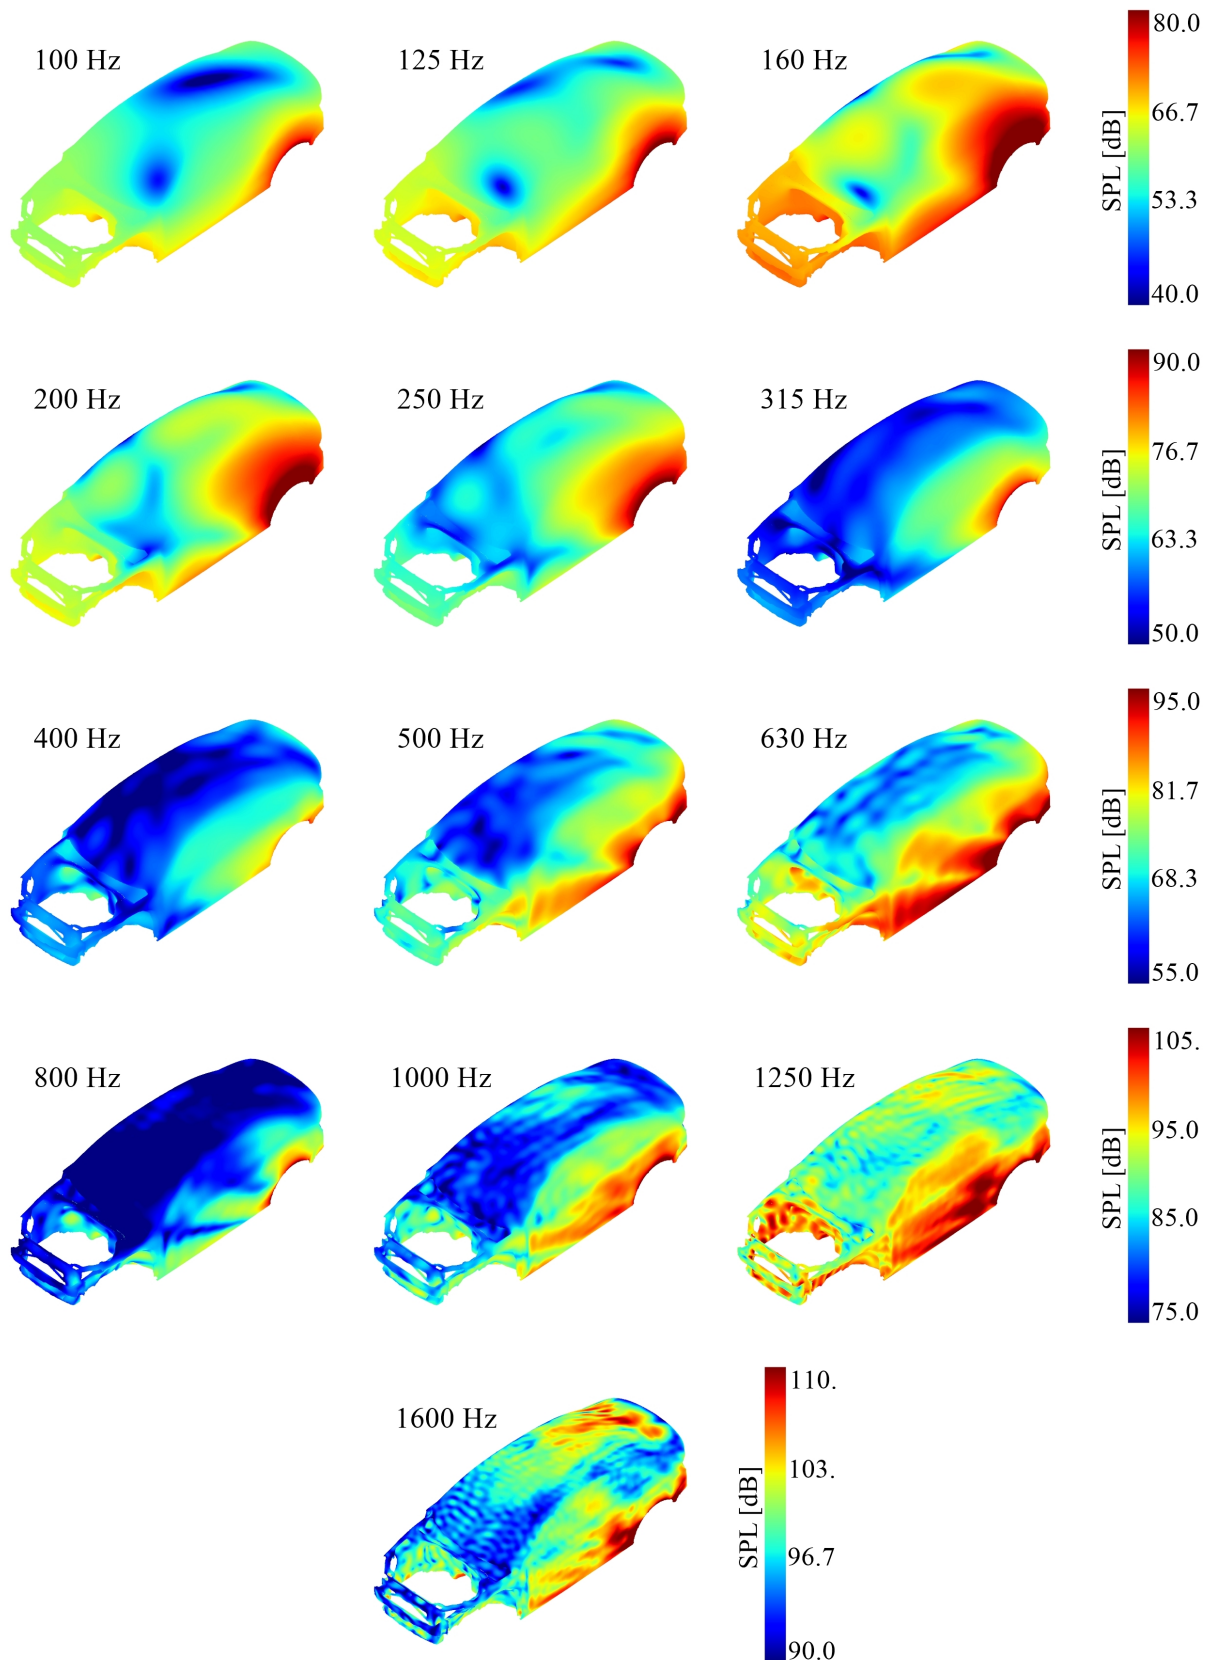 100 Hz
125 Hz
160 Hz
SPL [dB]
80.0
66.7
53.3
40.0
200 Hz
250 Hz
315 Hz
SPL [dB]
90.0
76.7
63.3
50.0
400 Hz
500 Hz
630 Hz
SPL [dB]
95.0
81.7
68.3
55.0
800 Hz
1000 Hz
1250 Hz
SPL [dB]
105.
95.0
85.0
75.0
1600 Hz
SPL [dB]
110.
103.
96.7
90.0